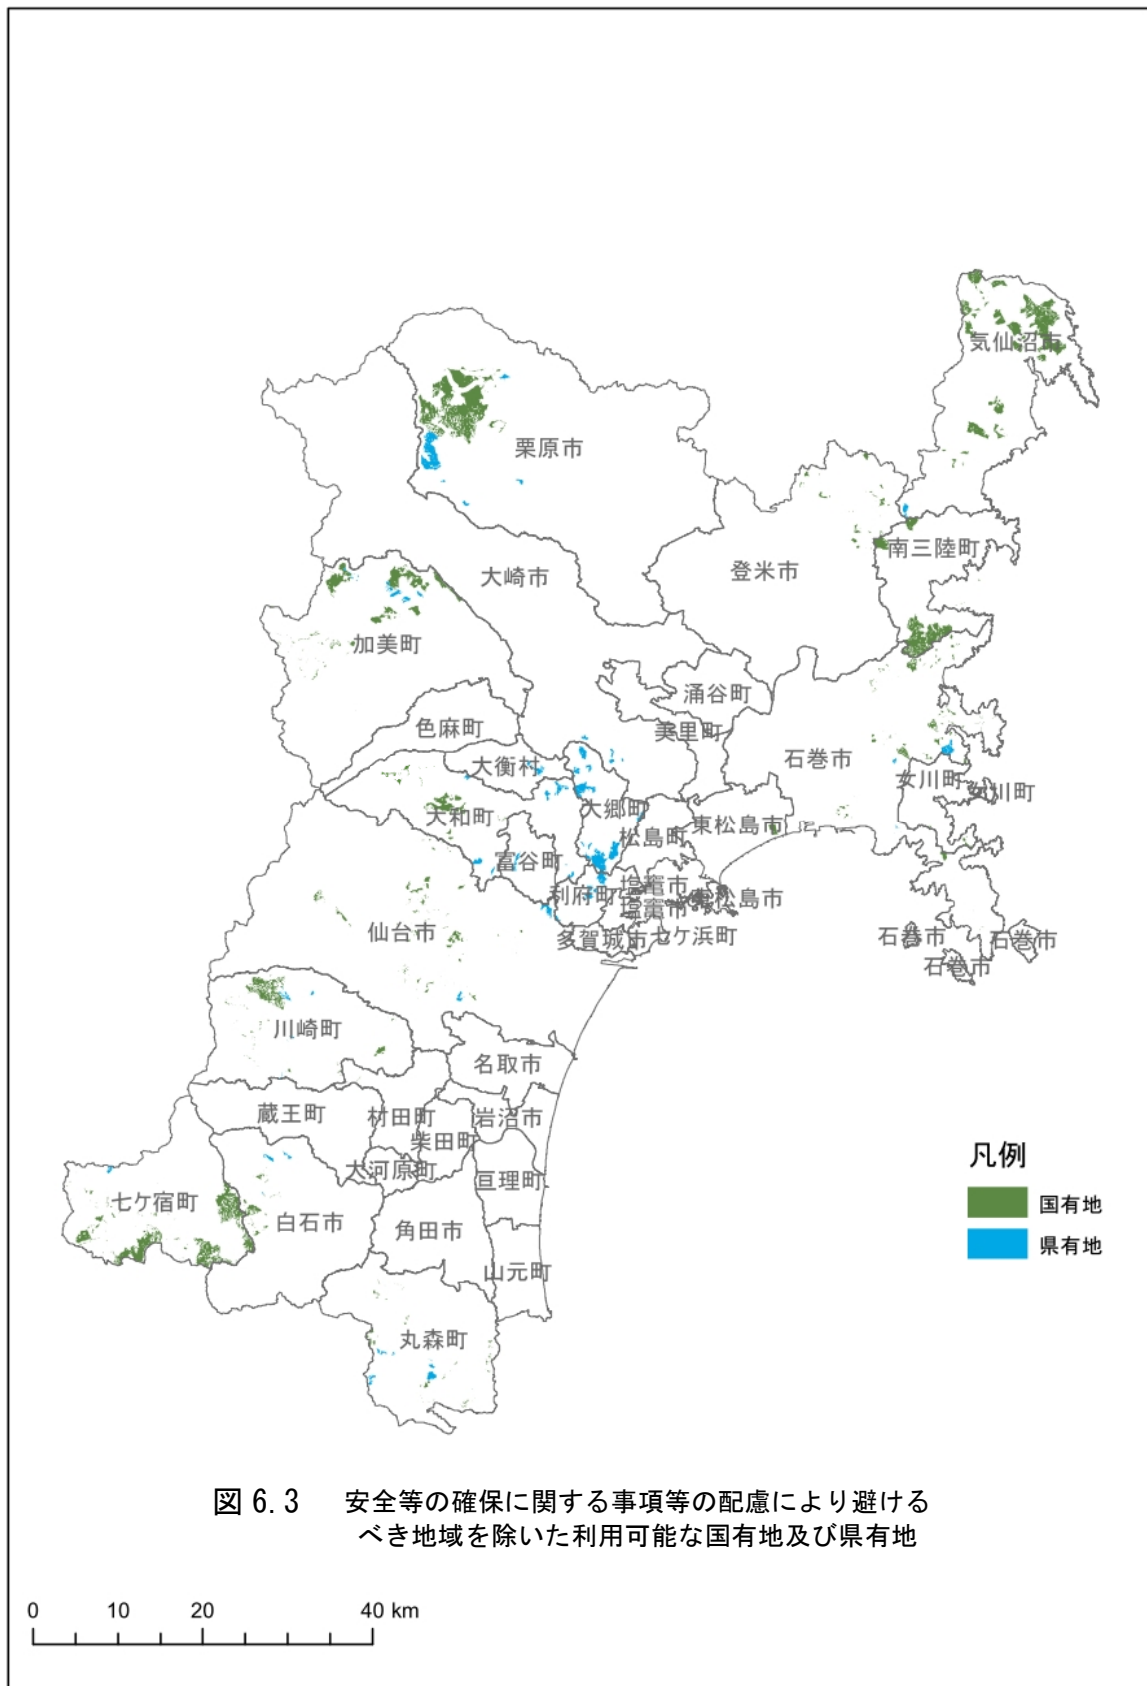 気仙沼市
栗原市
南三陸町
登米市
大崎市
加美町
涌谷町
色麻町
美里町
大衡村
石巻市
女川町
女川町
大和町
大郷町
松島町
東松島市
富谷町
利府町
塩竈市
塩竈市
東松島市
仙台市
多賀城市
七ケ浜町
石巻市
石巻市
石巻市
川崎町
名取市
蔵王町
村田町
岩沼市
柴田町
大河原町
亘理町
七ケ宿町
白石市
角田市
山元町
丸森町
凡例
国有地
県有地
図 6.3 安全等の確保に関する事項等の配慮により避ける
べき地域を除いた利用可能な国有地及び県有地
0 10 20 40 km